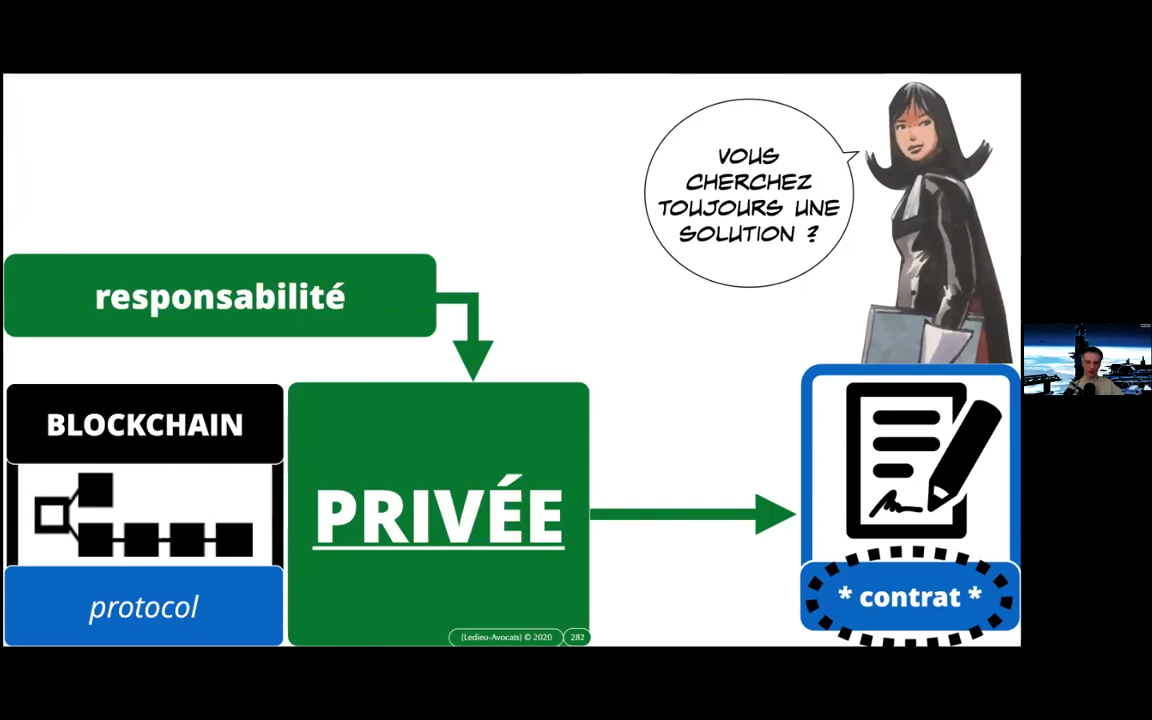 VOUS
CHERCHEZ
TOUJOURS UNE
SOLUTION ?
responsabilité
BLOCKCHAIN
PRIVÉE
protocol
* contrat *
[Ledieu-Avocats] © 2020
282